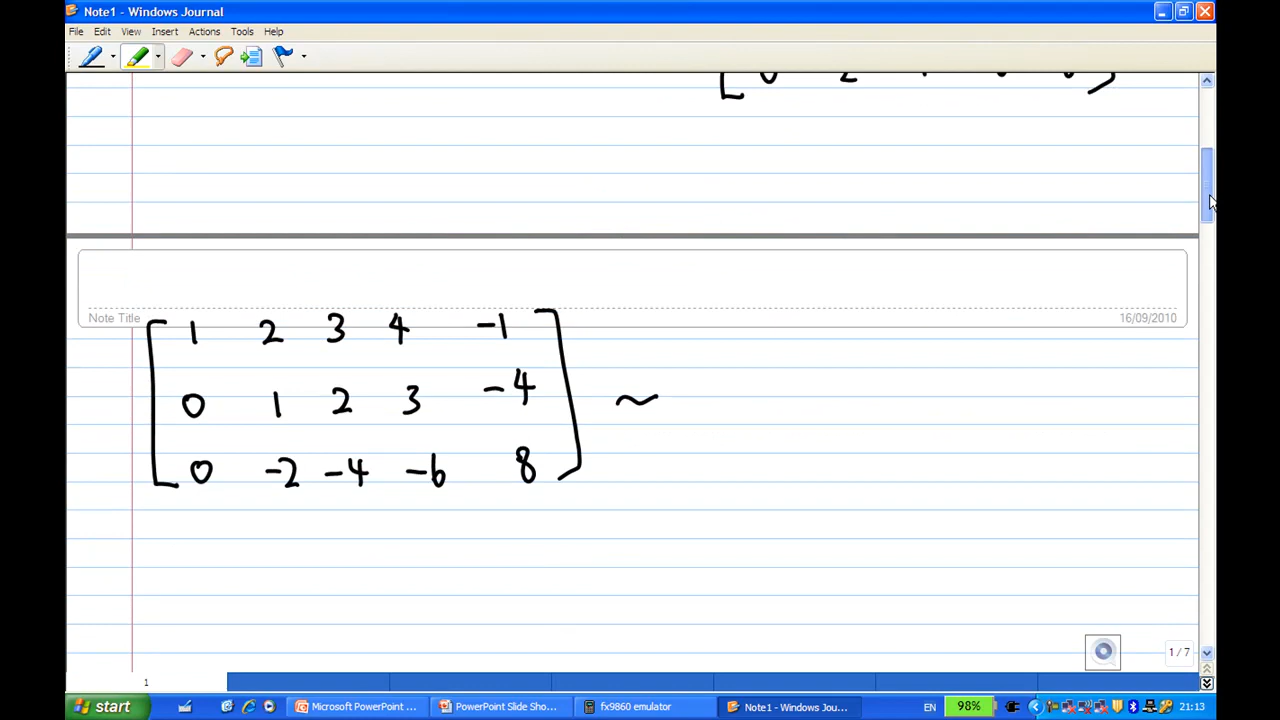 Note1 - Windows Journal
File Edit View Insert Actions Tools Help
1 2 3 4 -1
Note Title
16/09/2010
0 1 2 3 -4 ~
0 -2 -4 -6 8
1 / 7
1
start Microsoft PowerPoint ... PowerPoint Slide Sho... fx9860 emulator Note1 - Windows Jou... EN 98% 21:13